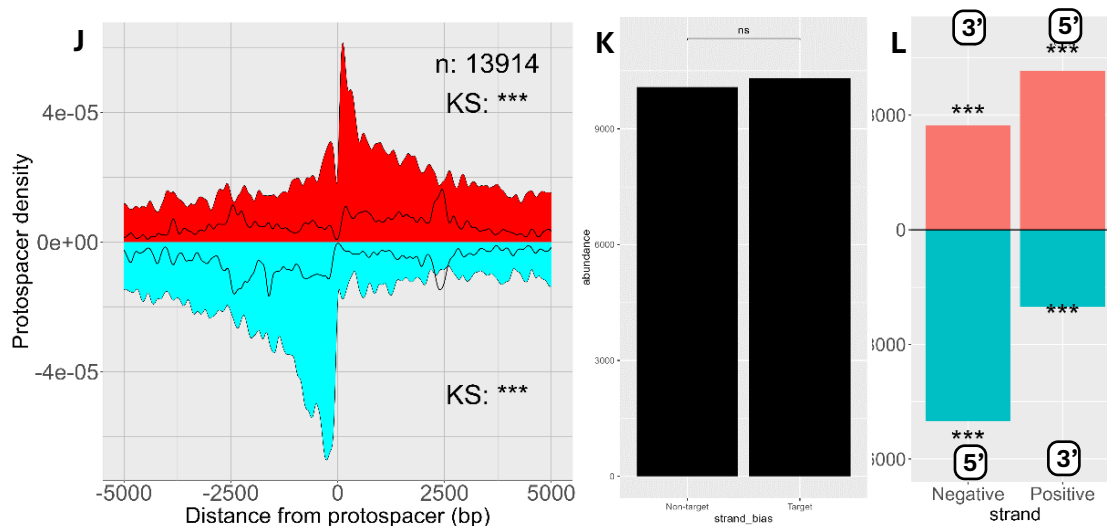 J
n: 13914
KS: ***
KS: ***
Protospacer density
4e-05
0e+00
-4e-05
-5000 -2500 0 2500 5000
Distance from protospacer (bp)
K
ns
abundance
9000
6000
3000
0
Non-target Target
strand_bias
L
3' 5'
***
***
***
***
0
5' 3'
Negative Positive
strand